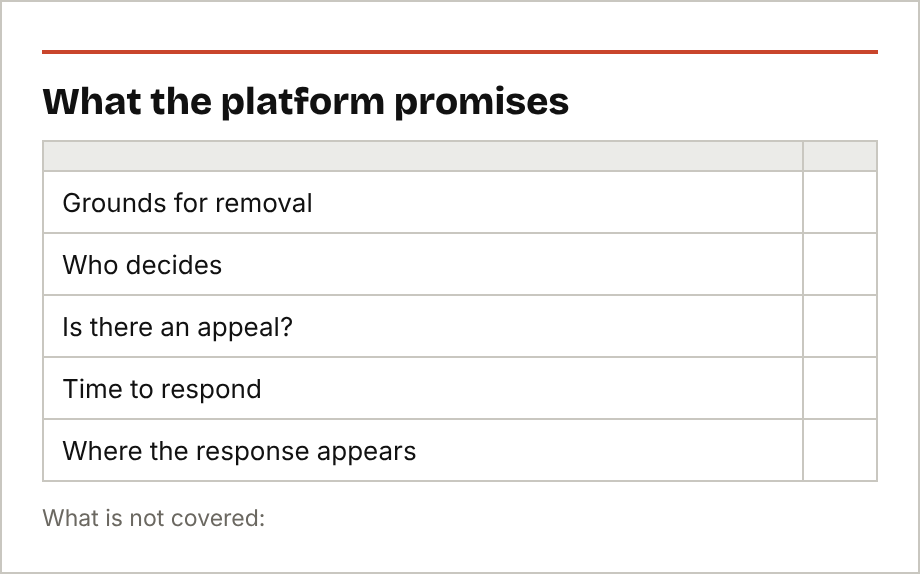 What the platform promises
Grounds for removal
Who decides
Is there an appeal?
Time to respond
Where the response appears
What is not covered: